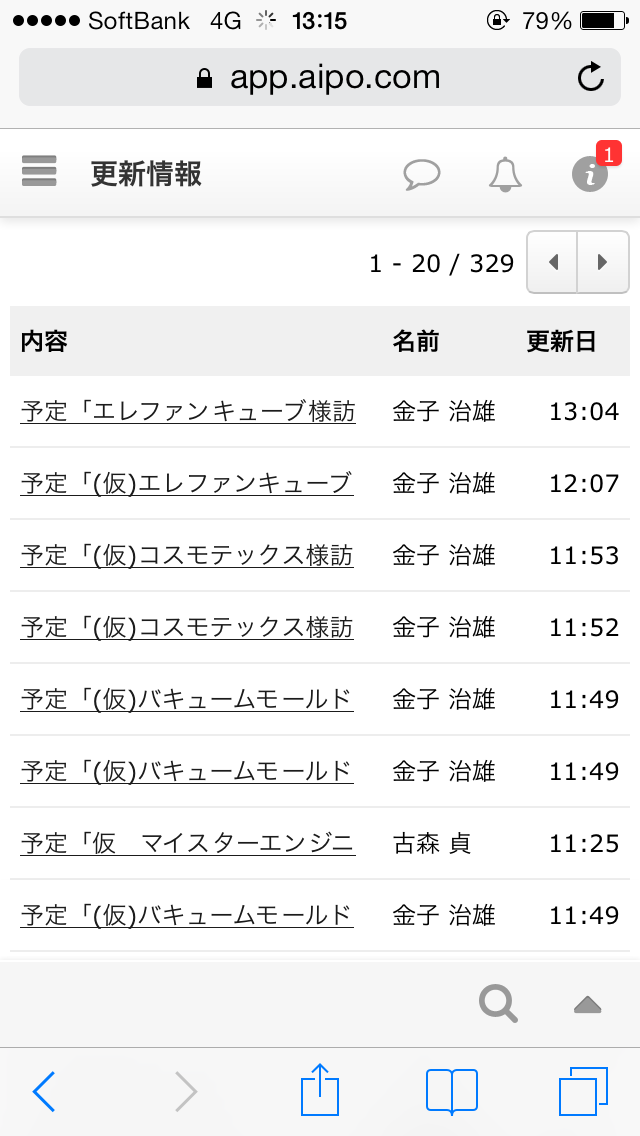 SoftBank 4G 13:15 79%
app.aipo.com
更新情報 1
1 - 20 / 329
内容 名前 更新日
予定「エレファンキューブ様訪 金子 治雄 13:04
予定「(仮)エレファンキューブ 金子 治雄 12:07
予定「(仮)コスモテックス様訪 金子 治雄 11:53
予定「(仮)コスモテックス様訪 金子 治雄 11:52
予定「(仮)バキュームモールド 金子 治雄 11:49
予定「(仮)バキュームモールド 金子 治雄 11:49
予定「仮　マイスターエンジニ 古森 貞 11:25
予定「(仮)バキュームモールド 金子 治雄 11:49